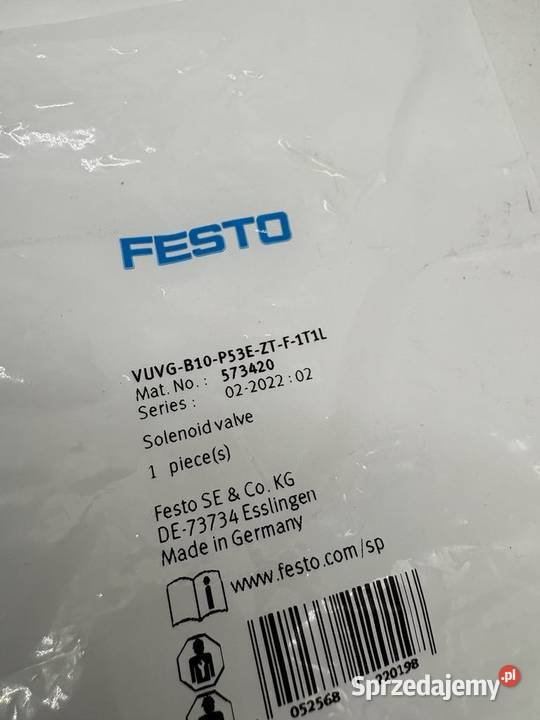 FESTO
VUVG-B10-P53E-ZT-F-1T1L
Mat. No. : 573420
Series : 02-2022 : 02
Solenoid valve
1 piece(s)
Festo SE & Co. KG
DE-73734 Esslingen
Made in Germany
www.festo.com/sp
052568 220198
Sprzedajemy.pl